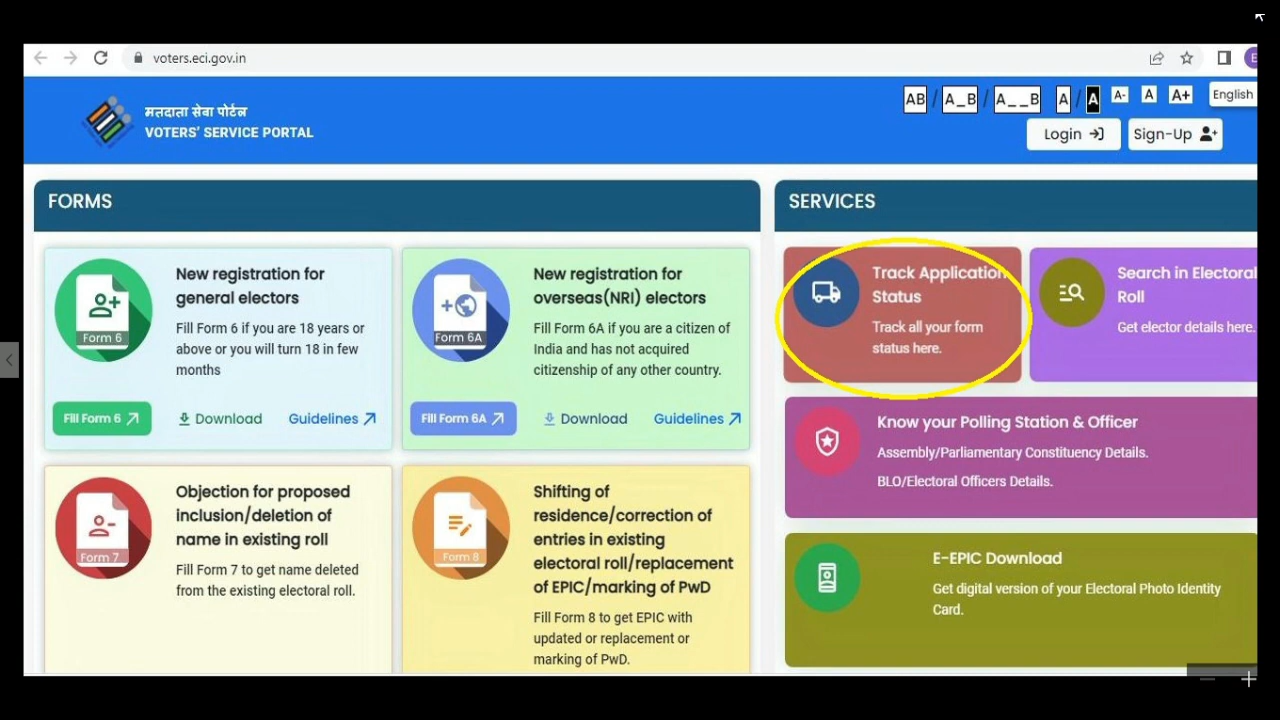 voters.eci.gov.in
E
मतदाता सेवा पोर्टल
VOTERS' SERVICE PORTAL
AB / A_B / A__B A / A A- A A+ English
Login Sign-Up
FORMS
New registration for
general electors
Fill Form 6 if you are 18 years or
above or you will turn 18 in few
months
Form 6
Fill Form 6 Download Guidelines
New registration for
overseas(NRI) electors
Fill Form 6A if you are a citizen of
India and has not acquired
citizenship of any other country.
Form 6A
Fill Form 6A Download Guidelines
Objection for proposed
inclusion/deletion of
name in existing roll
Form 7
Fill Form 7 to get name deleted
from the existing electoral roll.
Shifting of
residence/correction of
entries in existing
electoral roll/replacement
of EPIC/marking of PwD
Form 8
Fill Form 8 to get EPIC with
updated or replacement or
marking of PwD.
SERVICES
Track Application
Status
Track all your form
status here.
Search in Electoral
Roll
Get elector details here.
Know your Polling Station & Officer
Assembly/Parliamentary Constituency Details.
BLO/Electoral Officers Details.
E-EPIC Download
Get digital version of your Electoral Photo Identity
Card.